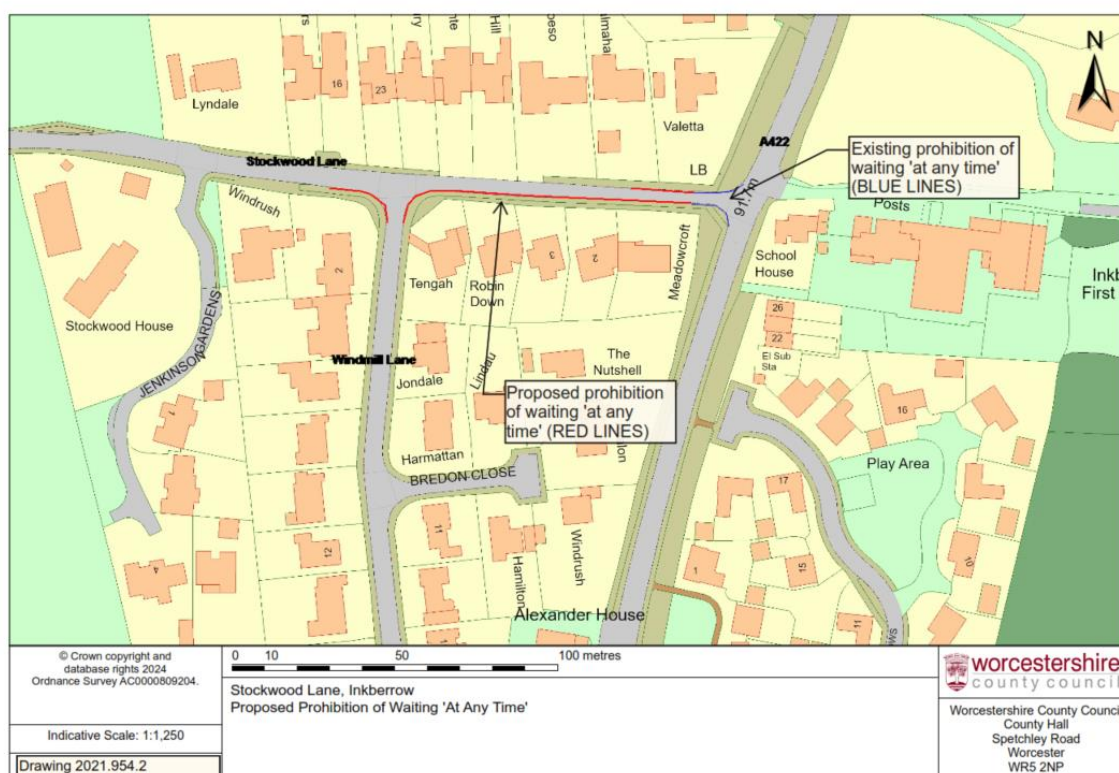 N
Lyndale
16
23
Hill
Valetta
A422
Existing prohibition of
waiting 'at any time'
(BLUE LINES)
Stockwood Lane
LB
91.7m
Posts
Windrush
Meadowcroft
School
House
First
2
Tengah
Robin
Down
3
2
Stockwood House
JENKINSON GARDENS
26
22
El Sub
Sta
Windmill Lane
Jondale
Lindau
The
Nutshell
Proposed prohibition
of waiting 'at any
time' (RED LINES)
16
Harmattan
Play Area
BREDON CLOSE
17
1
11
12
Hamilton
Windrush
4
1
15
10
Alexander House
11
© Crown copyright and
database rights 2024
Ordnance Survey AC0000809204.
0 10 50 100 metres
Stockwood Lane, Inkberrow
Proposed Prohibition of Waiting 'At Any Time'
Indicative Scale: 1:1,250
Drawing 2021.954.2
worcestershire
county council
Worcestershire County Council
County Hall
Spetchley Road
Worcester
WR5 2NP